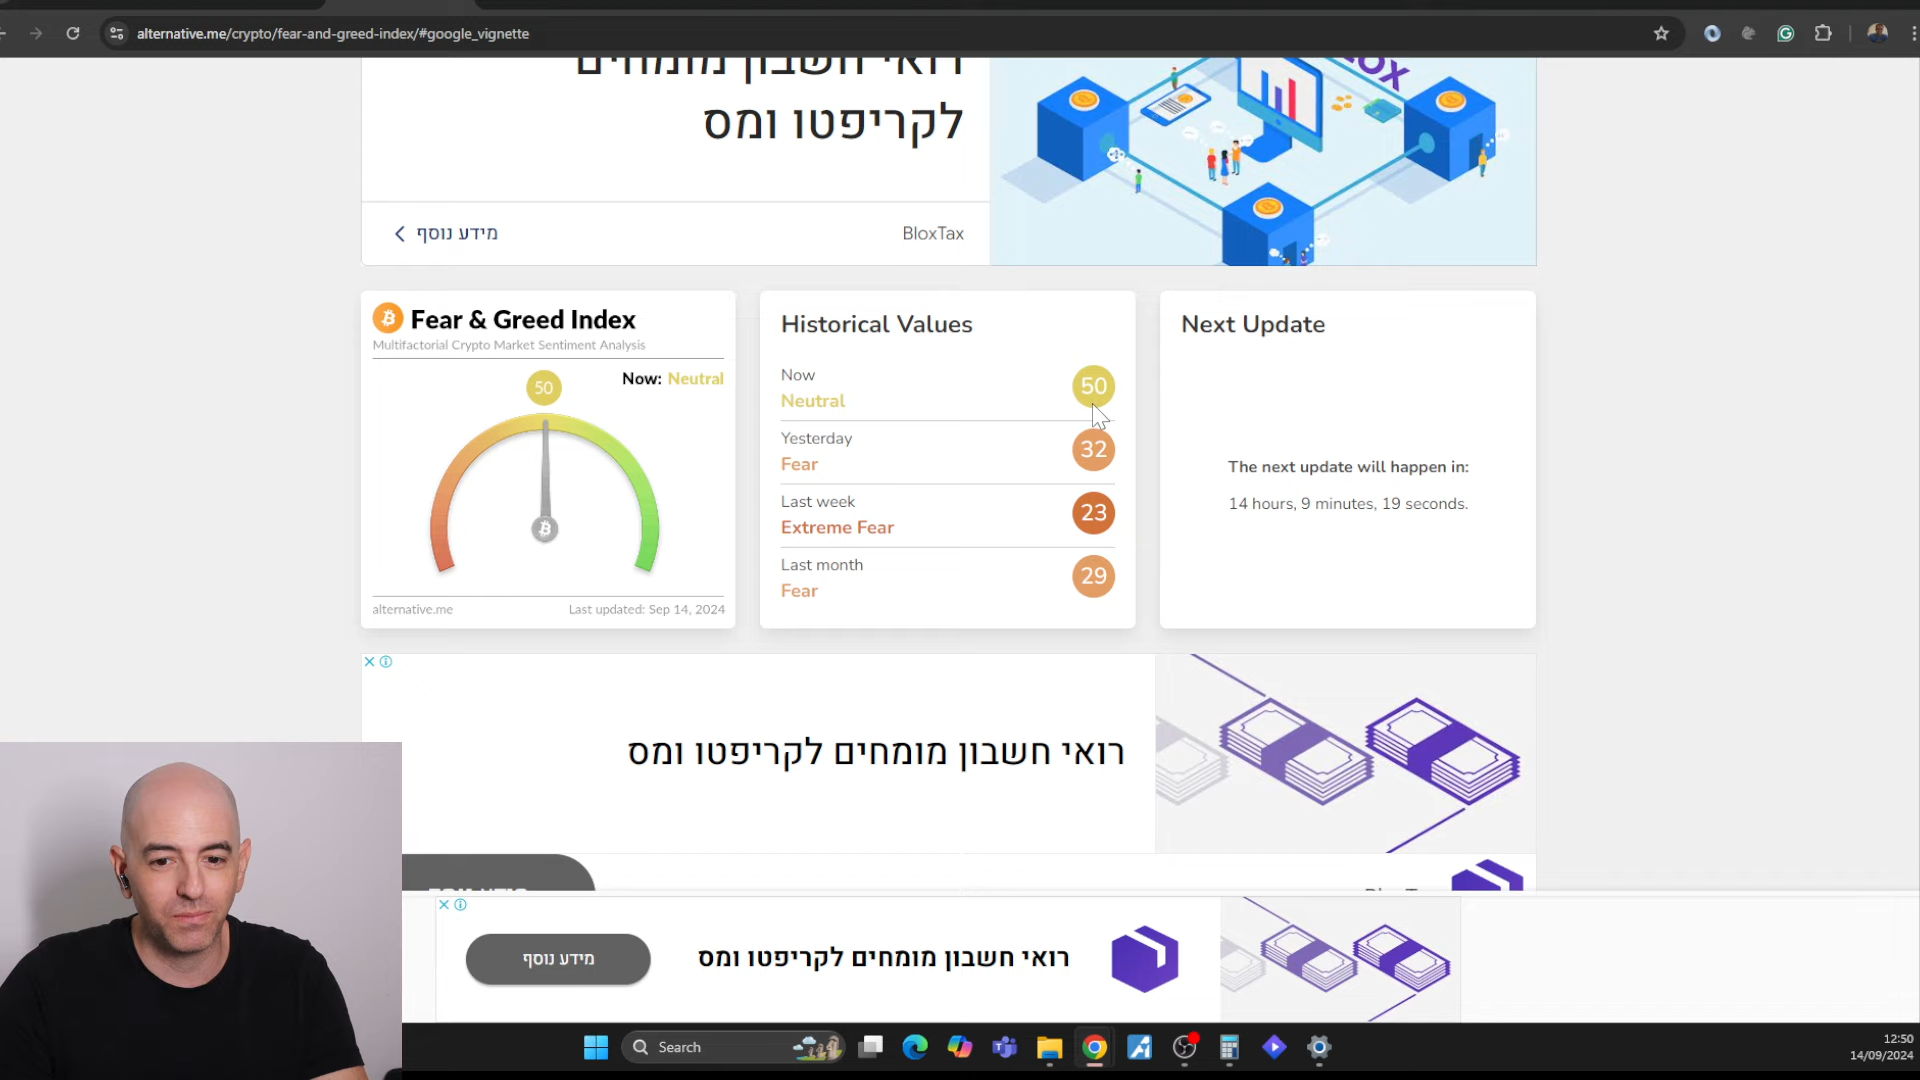 alternative.me/crypto/fear-and-greed-index/#google_vignette
רואי חשבון מומחים
לקריפטו ומס
מידע נוסף
BloxTax
Fear & Greed Index
Multifactorial Crypto Market Sentiment Analysis
Now: Neutral
50
alternative.me
Last updated: Sep 14, 2024
Historical Values
Now
Neutral
50
Yesterday
Fear
32
Last week
Extreme Fear
23
Last month
Fear
29
Next Update
The next update will happen in:
14 hours, 9 minutes, 19 seconds.
רואי חשבון מומחים לקריפטו ומס
מידע נוסף
רואי חשבון מומחים לקריפטו ומס
Search
12:50
14/09/2024